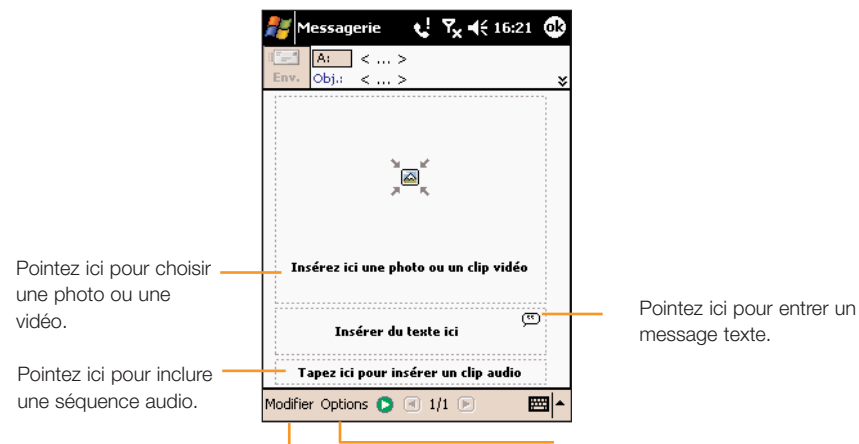 Messagerie 16:21 ok
A: < ... >
Env. Obj.: < ... >
Insérez ici une photo ou un clip vidéo
Pointez ici pour choisir
une photo ou une
vidéo.
Insérer du texte ici
Pointez ici pour entrer un
message texte.
Tapez ici pour insérer un clip audio
Pointez ici pour inclure
une séquence audio.
Modifier Options 1/1